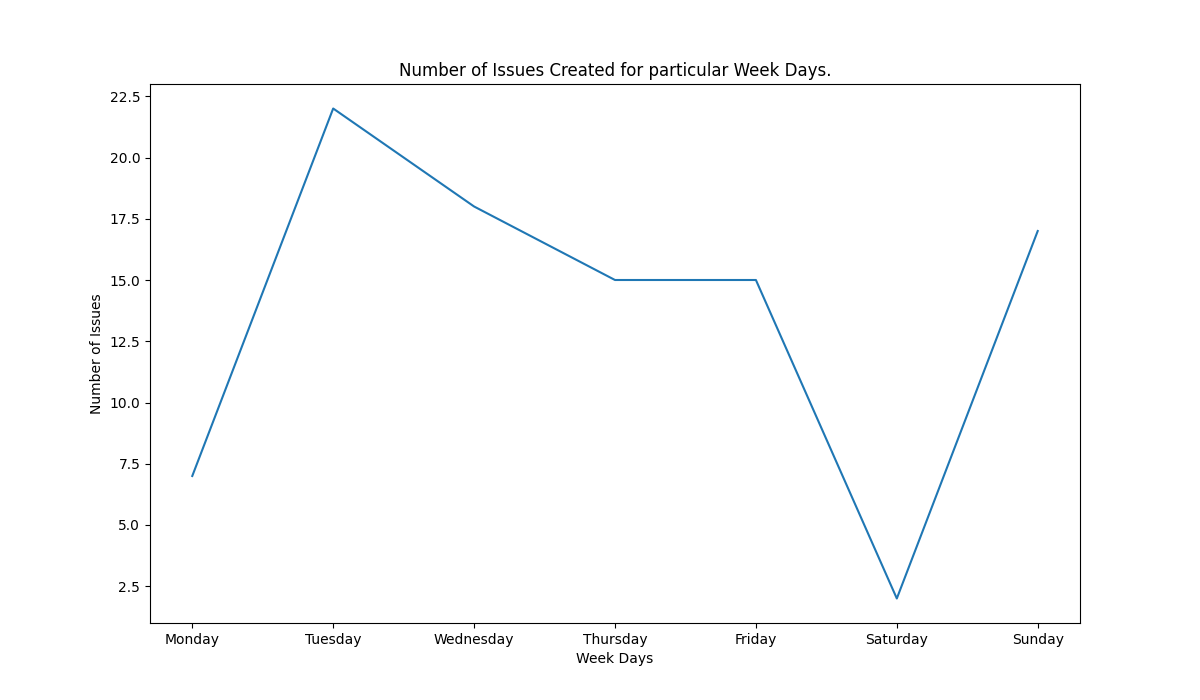 Number of Issues Created for particular Week Days.
Number of Issues
22.5
20.0
17.5
15.0
12.5
10.0
7.5
5.0
2.5
Monday Tuesday Wednesday Thursday Friday Saturday Sunday
Week Days